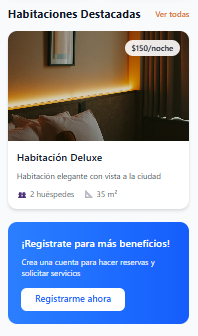 Habitaciones Destacadas
Ver todas
$150/noche
Habitación Deluxe
Habitación elegante con vista a la ciudad
2 huéspedes
35 m²
¡Registrate para más beneficios!
Crea una cuenta para hacer reservas y
solicitar servicios
Registrarme ahora